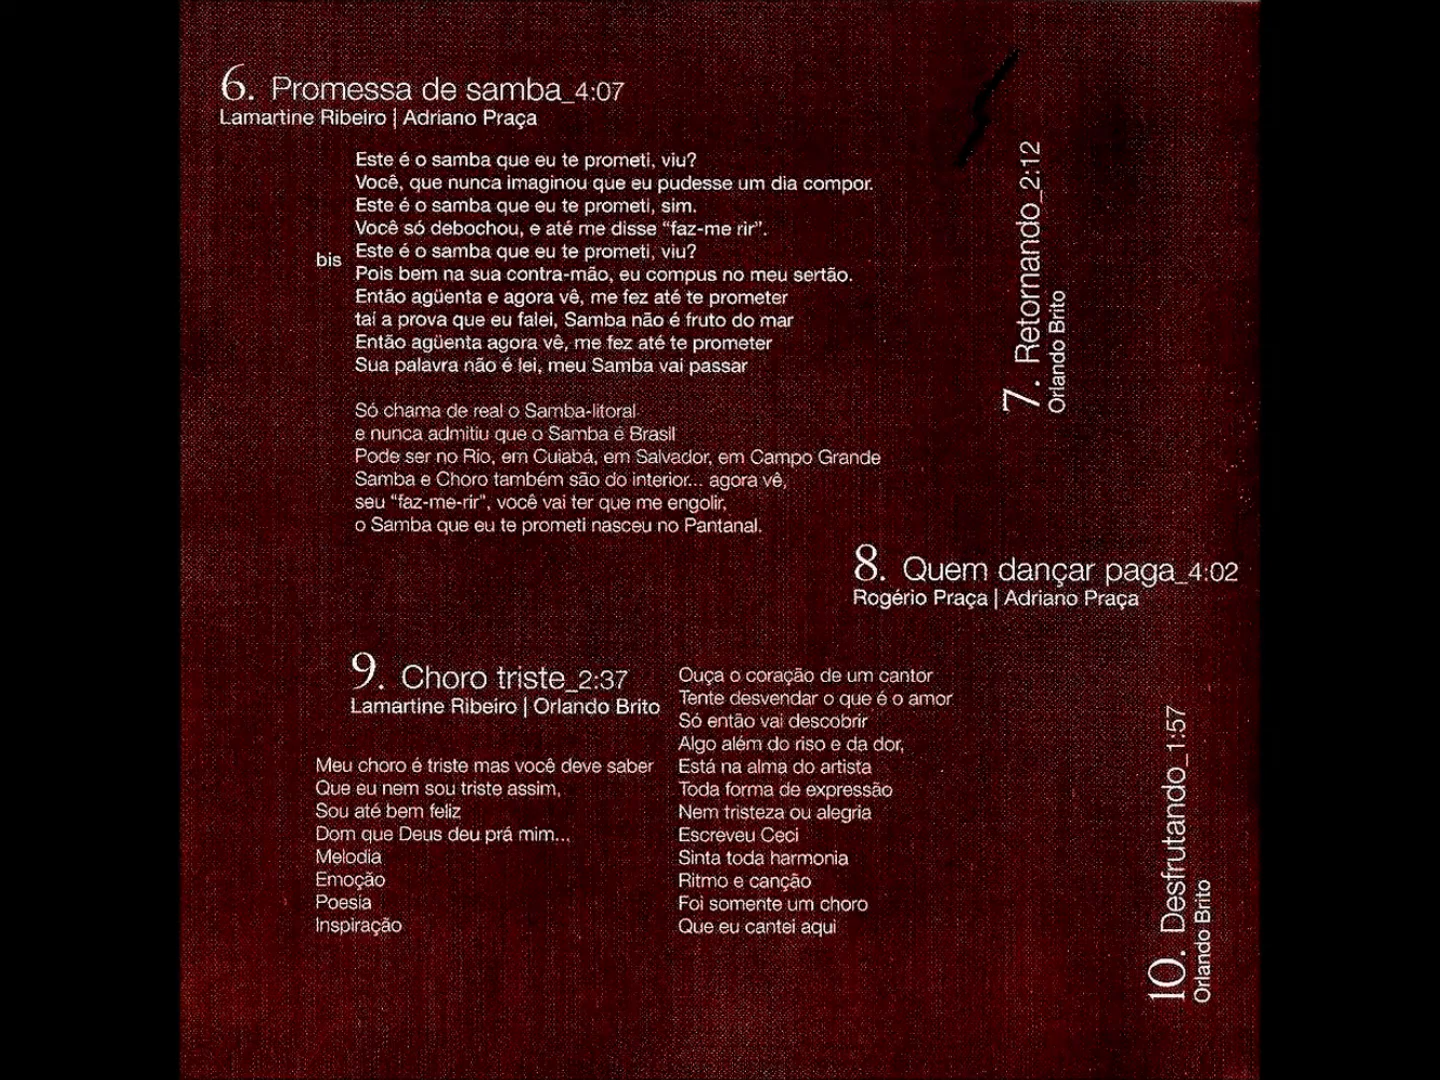 6. Promessa de samba_4:07
Lamartine Ribeiro | Adriano Praça
Este é o samba que eu te prometi, viu?
Você, que nunca imaginou que eu pudesse um dia compor.
Este é o samba que eu te prometi, sim.
Você só debochou, e até me disse “faz-me rir”.
bis
Este é o samba que eu te prometi, viu?
Pois bem na sua contra-mão, eu compus no meu sertão.
Então agüenta e agora vê, me fez até te prometer
tai a prova que eu falei, Samba não é fruto do mar
Então agüenta agora vê, me fez até te prometer
Sua palavra não é lei, meu Samba vai passar
Só chama de real o Samba-litoral
e nunca admitiu que o Samba é Brasil
Pode ser no Rio, em Cuiabá, em Salvador, em Campo Grande
Samba e Choro também são do interior... agora vê,
seu “faz-me-rir”, você vai ter que me engolir,
o Samba que eu te prometi nasceu no Pantanal.
7. Retornando_2:12
Orlando Brito
8. Quem dançar paga_4:02
Rogério Praça | Adriano Praça
9. Choro triste_2:37
Lamartine Ribeiro | Orlando Brito
Meu choro é triste mas você deve saber
Que eu nem sou triste assim,
Sou até bem feliz
Dom que Deus deu prá mim...
Melodia
Emoção
Poesia
Inspiração
Ouça o coração de um cantor
Tente desvendar o que é o amor
Só então vai descobrir
Algo além do riso e da dor,
Está na alma do artista
Toda forma de expressão
Nem tristeza ou alegria
Escreveu Ceci
Sinta toda harmonia
Ritmo e canção
Foi somente um choro
Que eu cantei aqui
10. Desfrutando_1:57
Orlando Brito